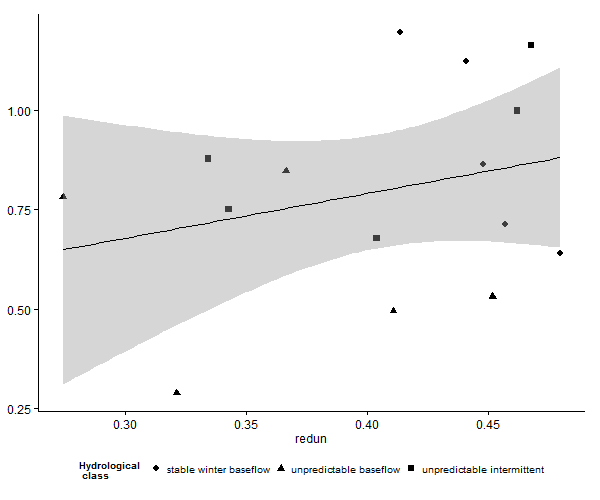 1.00
0.75
0.50
0.25
0.30 0.35 0.40 0.45
redun
Hydrological
class
stable winter baseflow unpredictable baseflow unpredictable intermittent